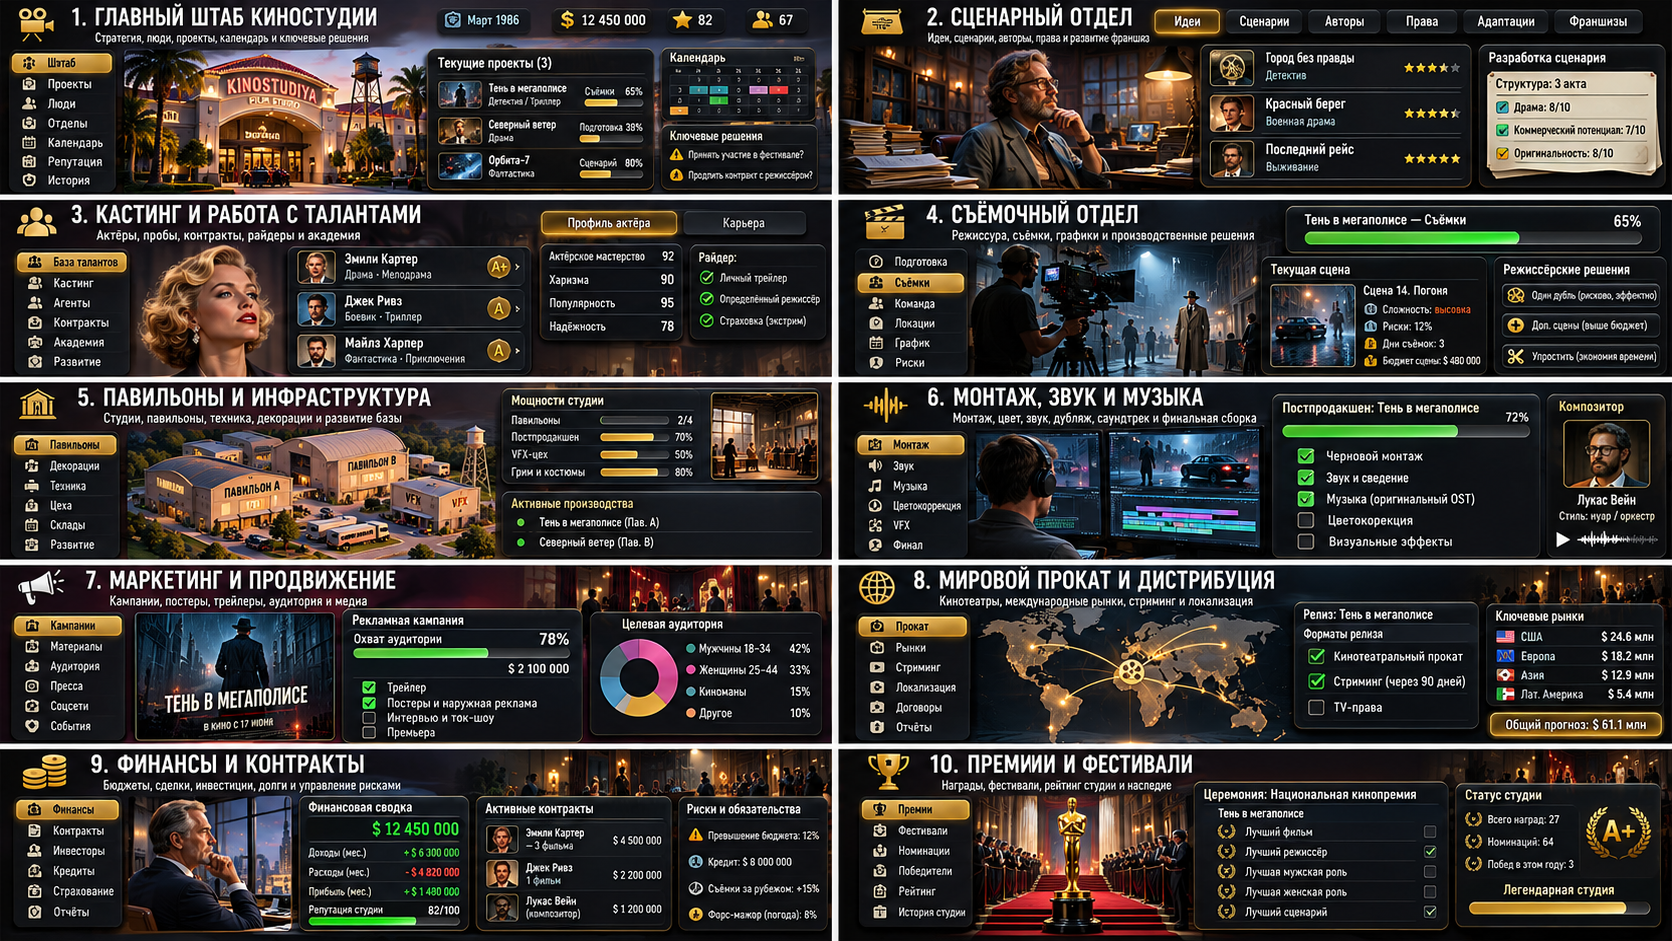 1. ГЛАВНЫЙ ШТАБ КИНОСТУДИИ
Стратегия, люди, проекты, календарь и ключевые решения
Март 1986
$ 12 450 000
82
67
Штаб
Проекты
Люди
Отделы
Календарь
Репутация
История
KINOSTUDIYA
FILM STUDIO
Текущие проекты (3)
Тень в мегаполисе
Детектив / Триллер
Съёмки 65%
Северный ветер
Драма
Подготовка 38%
Орбита-7
Фантастика
Сценарий 80%
Календарь
Ключевые решения
Принять участие в фестивале?
Продлить контракт с режиссёром?
2. СЦЕНАРНЫЙ ОТДЕЛ
Идеи, сценарии, авторы, права и развитие франшиз
Идеи
Сценарии
Авторы
Права
Адаптации
Франшизы
Город без правды
Детектив
Красный берег
Военная драма
Последний рейс
Выживание
Разработка сценария
Структура: 3 акта
Драма: 8/10
Коммерческий потенциал: 7/10
Оригинальность: 8/10
3. КАСТИНГ И РАБОТА С ТАЛАНТАМИ
Актёры, пробы, контракты, райдеры и академия
База талантов
Кастинг
Агенты
Контракты
Академия
Развитие
Эмили Картер
Драма · Мелодрама
A+
Джек Ривз
Боевик · Триллер
A
Майлз Харпер
Фантастика · Приключения
A
Профиль актёра
Карьера
Актёрское мастерство 92
Харизма 90
Популярность 95
Надёжность 78
Райдер:
Личный трейлер
Определённый режиссёр
Страховка (экстрим)
4. СЪЁМОЧНЫЙ ОТДЕЛ
Режиссура, съёмки, графики и производственные решения
Подготовка
Съёмки
Команда
Локации
График
Риски
Тень в мегаполисе — Съёмки 65%
Текущая сцена
Сцена 14. Погоня
Сложность: высовка
Риски: 12%
Дни съёмок: 3
Бюджет сцены: $ 480 000
Режиссёрские решения
Один дубль (рисково, эффектно)
Доп. сцены (выше бюджет)
Упростить (экономия времени)
5. ПАВИЛЬОНЫ И ИНФРАСТРУКТУРА
Студии, павильоны, техника, декорации и развитие базы
Павильоны
Декорации
Техника
Цеха
Склады
Развитие
ПАВИЛЬОН А
ПАВИЛЬОН В
VFX
VFX
Мощности студии
Павильоны 2/4
Постпродакшен 70%
VFX-цех 50%
Грим и костюмы 80%
Активные производства
Тень в мегаполисе (Пав. А)
Северный ветер (Пав. В)
6. МОНТАЖ, ЗВУК И МУЗЫКА
Монтаж, цвет, звук, дубляж, саундтрек и финальная сборка
Монтаж
Звук
Музыка
Цветокоррекция
VFX
Финал
Постпродакшен: Тень в мегаполисе
72%
Черновой монтаж
Звук и сведение
Музыка (оригинальный OST)
Цветокорекция
Визуальные эффекты
Композитор
Лукас Вейн
Стиль: нуар / оркестр
7. МАРКЕТИНГ И ПРОДВИЖЕНИЕ
Кампании, постеры, трейлеры, аудитория и медиа
Кампании
Материалы
Аудитория
Пресса
Соцсети
События
ТЕНЬ В МЕГАПОЛИСЕ
В КИНО С 17 ИЮНЯ
Рекламная кампания
Охват аудитории 78%
$ 2 100 000
Трейлер
Постеры и наружная реклама
Интервью и ток-шоу
Премьера
Целевая аудитория
Мужчины 18–34 42%
Женщины 25–44 33%
Киноманы 15%
Другое 10%
8. МИРОВОЙ ПРОКАТ И ДИСТРИБУЦИЯ
Кинотеатры, международные рынки, стриминг и локализация
Прокат
Рынки
Стриминг
Локализация
Договоры
Отчёты
Релиз: Тень в мегаполисе
Форматы релиза
Кинотеатральный прокат
Стриминг (через 90 дней)
TV-права
Ключевые рынки
США $ 24.6 млн
Европа $ 18.2 млн
Азия $ 12.9 млн
Лат. Америка $ 5.4 млн
Общий прогноз: $ 61.1 млн
9. ФИНАНСЫ И КОНТРАКТЫ
Бюджеты, сделки, инвестиции, долги и управление рисками
Финансы
Контракты
Инвесторы
Кредиты
Страхование
Отчёты
Финансовая сводка
$ 12 450 000
Доходы (мес.) + $ 6 300 000
Расходы (мес.) - $ 4 820 000
Прибыль (мес.) + $ 1 480 000
Репутация студии 82/100
Активные контракты
Эмили Картер
— 3 фильма
$ 4 500 000
Джек Ривз
1 фильм
$ 2 200 000
Лукас Вейн
(композитор)
$ 1 200 000
Риски и обязательства
Превышение бюджета: 12%
Кредит: $ 8 000 000
Съёмки за рубежом: +15%
Форс-мажор (погода): 8%
10. ПРЕМИИИ И ФЕСТИВАЛИ
Награды, фестивали, рейтинг студии и наследие
Премии
Фестивали
Номинации
Победители
Рейтинг
История студии
Церемония: Национальная кинопремия
Тень в мегаполисе
Лучший фильм
Лучший режиссёр
Лучшая мужская роль
Лучшая женская роль
Лучший сценарий
Статус студии
Всего наград: 27
Номинаций: 64
Побед в этом году: 3
A+
Легендарная студия